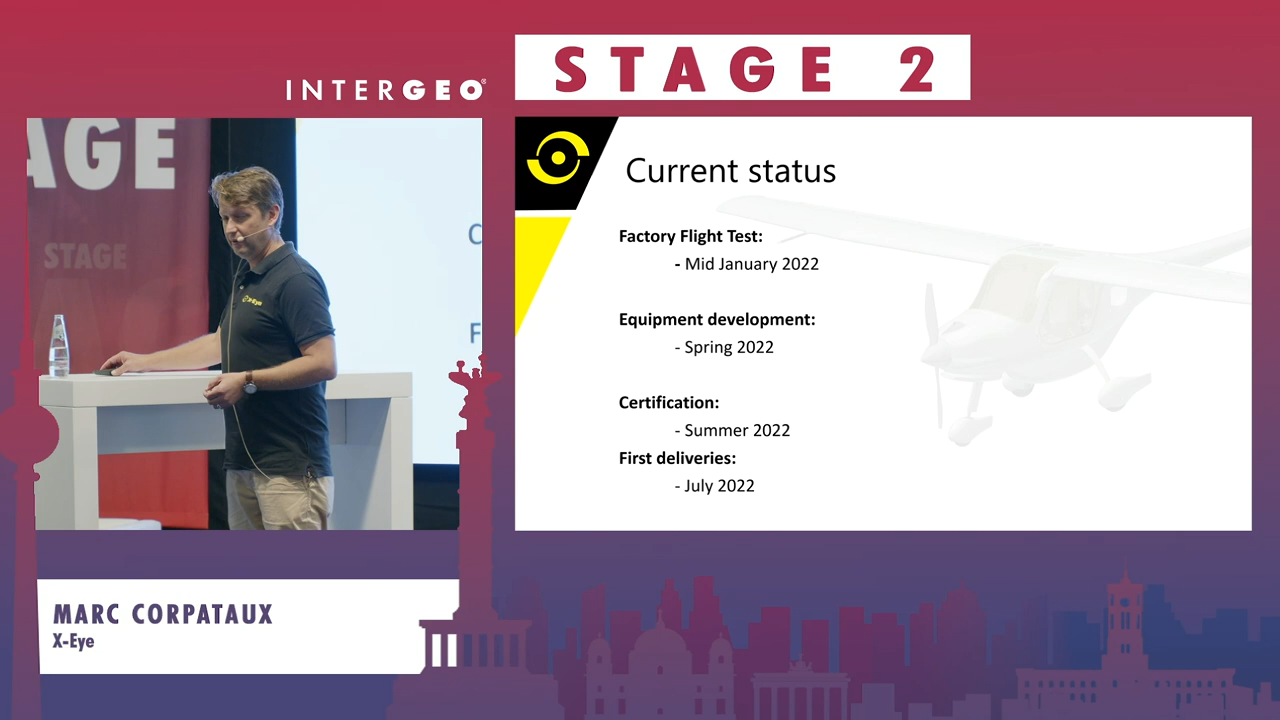 STAGE 2
INTERGEO®
AGE
STAGE
C
F
Current status
Factory Flight Test:
- Mid January 2022
Equipment development:
- Spring 2022
Certification:
- Summer 2022
First deliveries:
- July 2022
MARC CORPATAUX
X-Eye